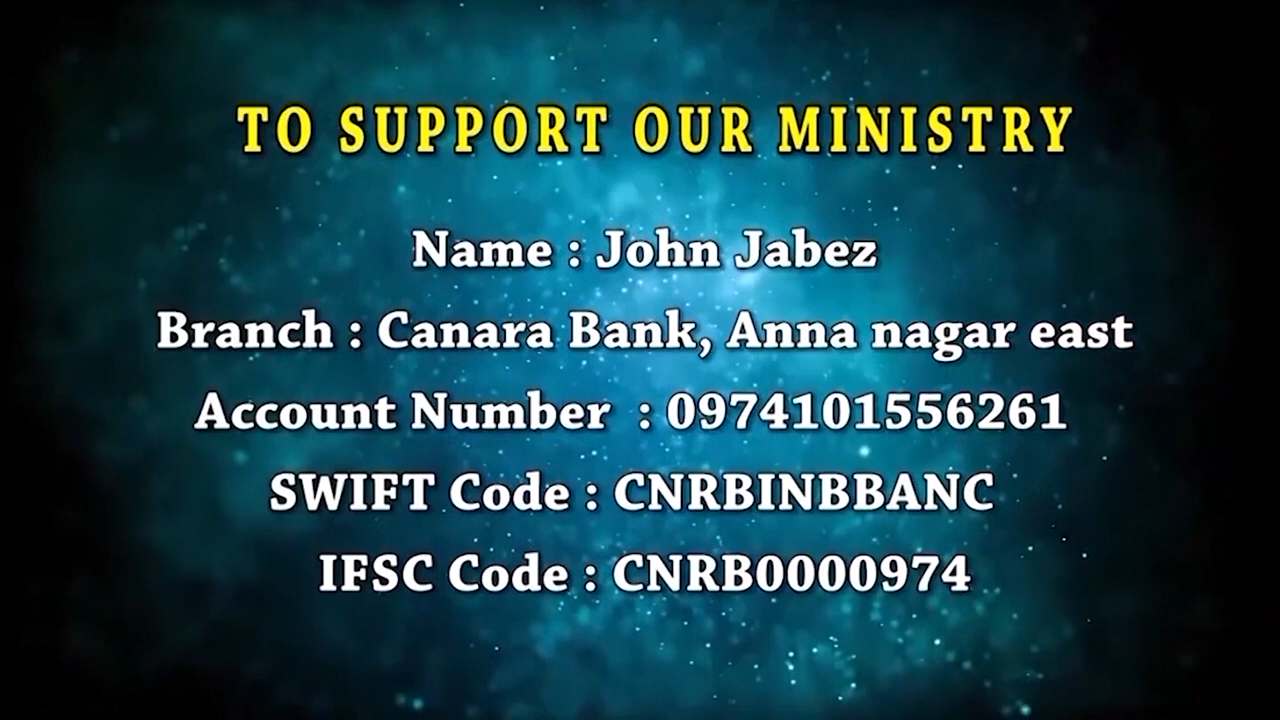 TO SUPPORT OUR MINISTRY
Name : John Jabez
Branch : Canara Bank, Anna nagar east
Account Number : 0974101556261
SWIFT Code : CNRBINBBANC
IFSC Code : CNRB0000974